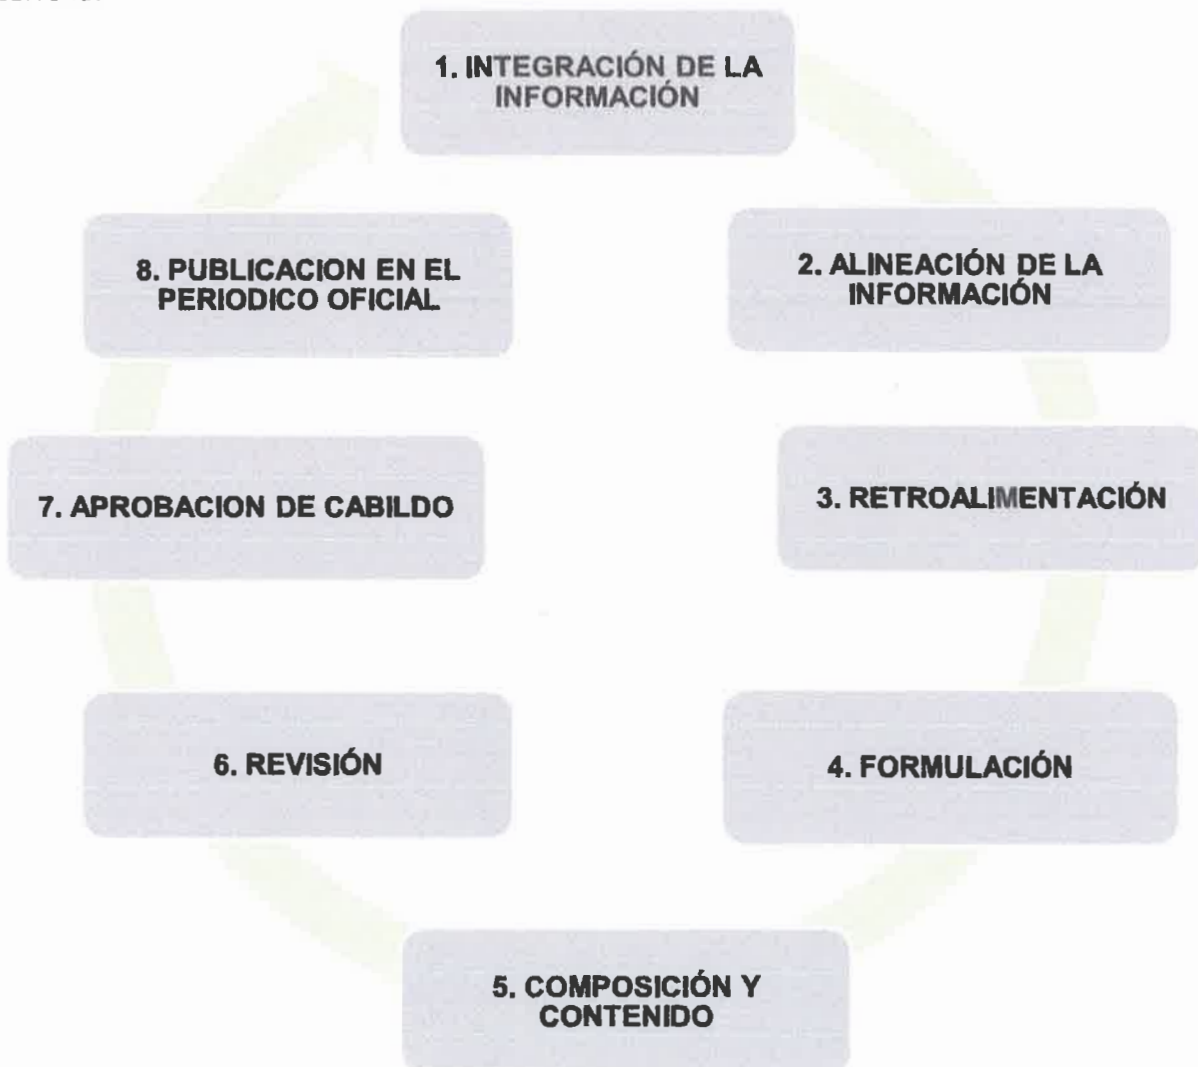 1. INTEGRACIÓN DE LA
INFORMACIÓN
2. ALINEACIÓN DE LA
INFORMACIÓN
3. RETROALIMENTACIÓN
4. FORMULACIÓN
5. COMPOSICIÓN Y
CONTENIDO
6. REVISIÓN
7. APROBACION DE CABILDO
8. PUBLICACION EN EL
PERIODICO OFICIAL